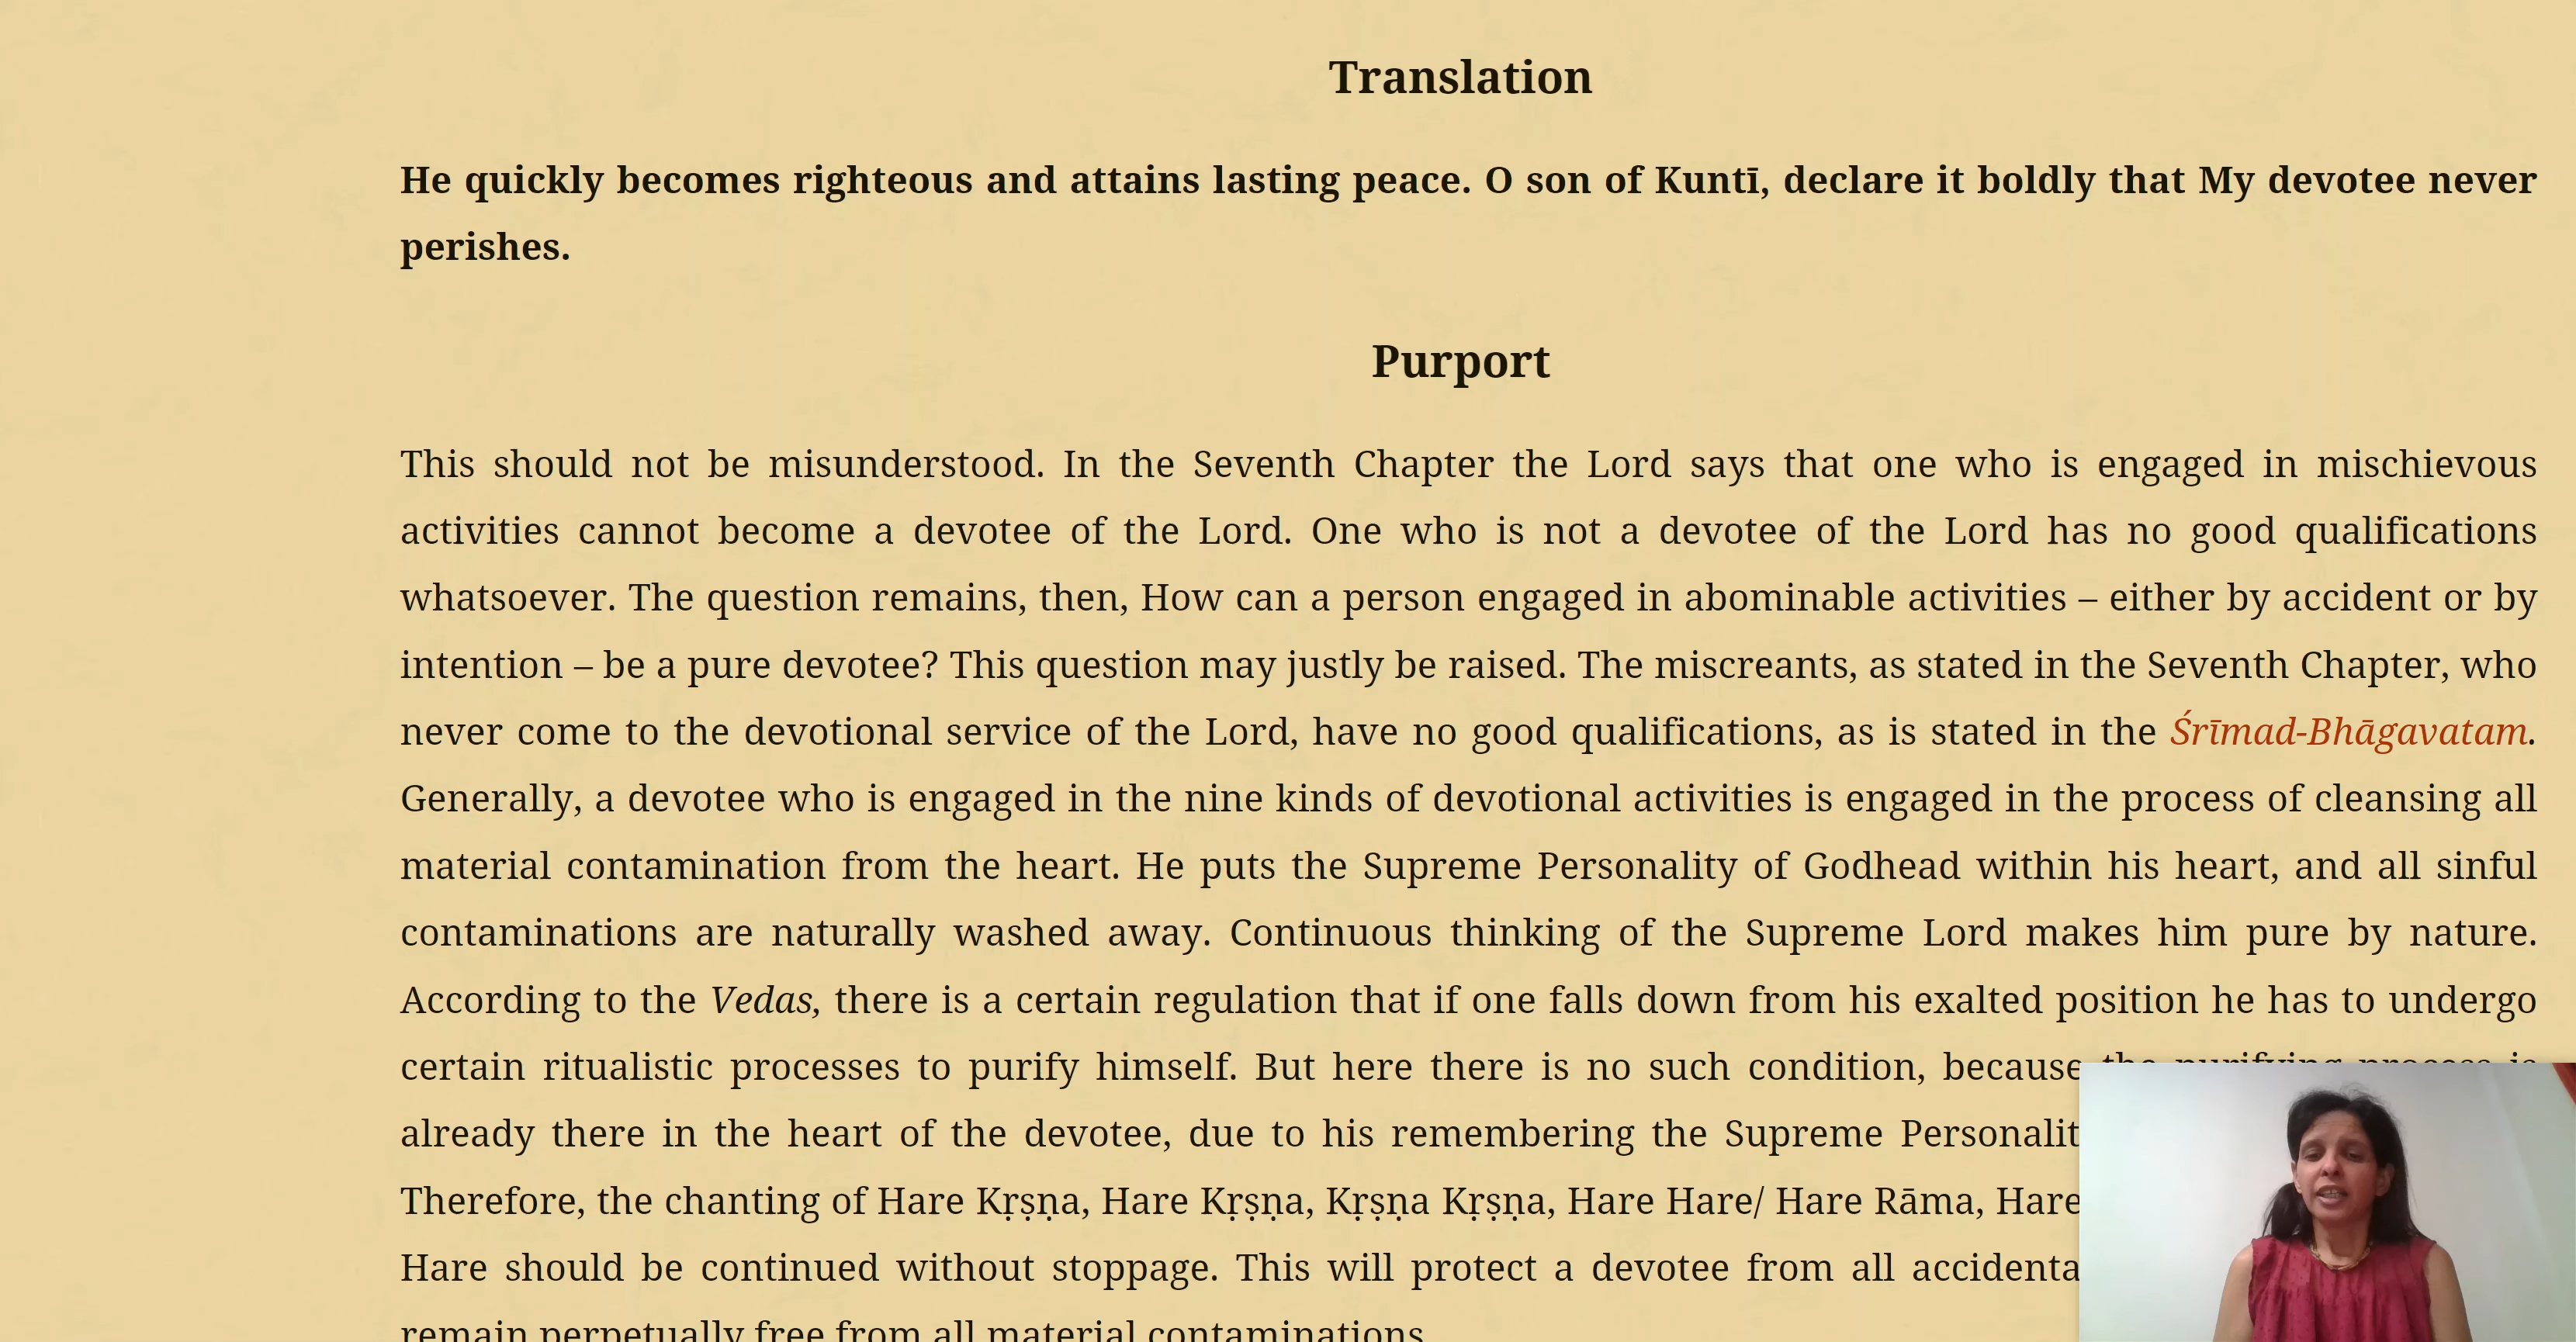 Translation
He quickly becomes righteous and attains lasting peace. O son of Kuntī, declare it boldly that My devotee never
perishes.
Purport
This should not be misunderstood. In the Seventh Chapter the Lord says that one who is engaged in mischievous
activities cannot become a devotee of the Lord. One who is not a devotee of the Lord has no good qualifications
whatsoever. The question remains, then, How can a person engaged in abominable activities – either by accident or by
intention – be a pure devotee? This question may justly be raised. The miscreants, as stated in the Seventh Chapter, who
never come to the devotional service of the Lord, have no good qualifications, as is stated in the Śrīmad-Bhāgavatam.
Generally, a devotee who is engaged in the nine kinds of devotional activities is engaged in the process of cleansing all
material contamination from the heart. He puts the Supreme Personality of Godhead within his heart, and all sinful
contaminations are naturally washed away. Continuous thinking of the Supreme Lord makes him pure by nature.
According to the Vedas, there is a certain regulation that if one falls down from his exalted position he has to undergo
certain ritualistic processes to purify himself. But here there is no such condition, because the purifying process is
already there in the heart of the devotee, due to his remembering the Supreme
Therefore, the chanting of Hare Kṛṣṇa, Hare Kṛṣṇa, Kṛṣṇa Kṛṣṇa, Hare Hare/ Hare Rāma, Hare
Hare should be continued without stoppage. This will protect a devotee from all
remain perpetually free from all material contaminations.